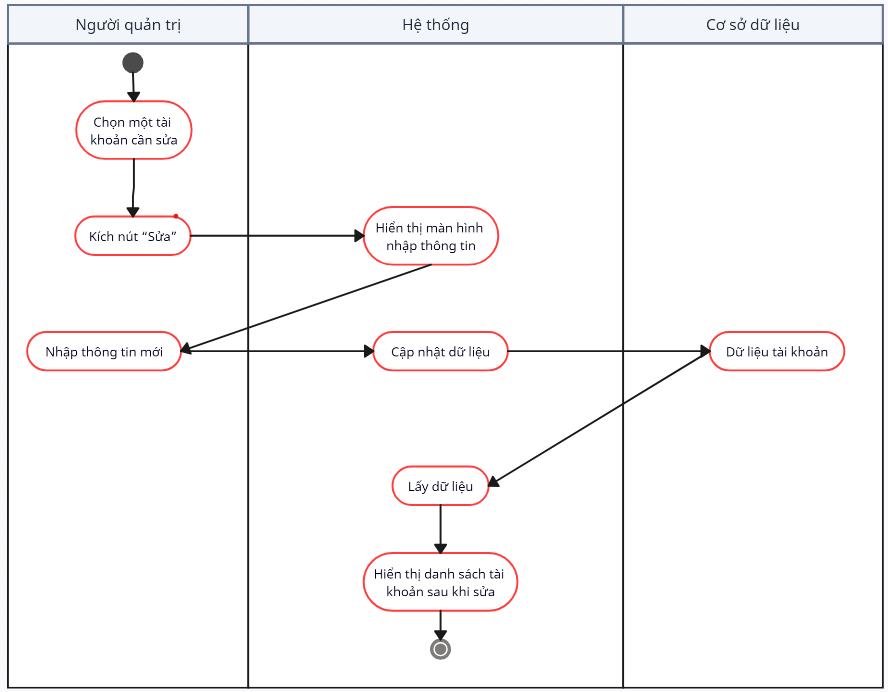 Người quản trị
Hệ thống
Cơ sở dữ liệu
Chọn một tài
khoản cần sửa
Kích nút “Sửa”
Hiển thị màn hình
nhập thông tin
Nhập thông tin mới
Cập nhật dữ liệu
Dữ liệu tài khoản
Lấy dữ liệu
Hiển thị danh sách tài
khoản sau khi sửa